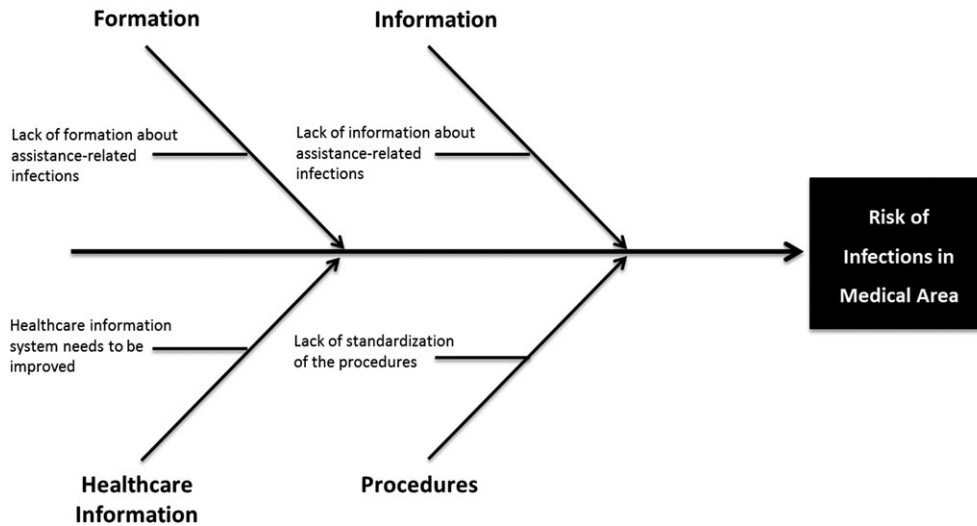 Formation
Information
Lack of formation about
assistance-related
infections
Lack of information about
assistance-related
infections
Risk of
Infections in
Medical Area
Healthcare information
system needs to be
improved
Lack of standardization
of the procedures
Healthcare
Information
Procedures